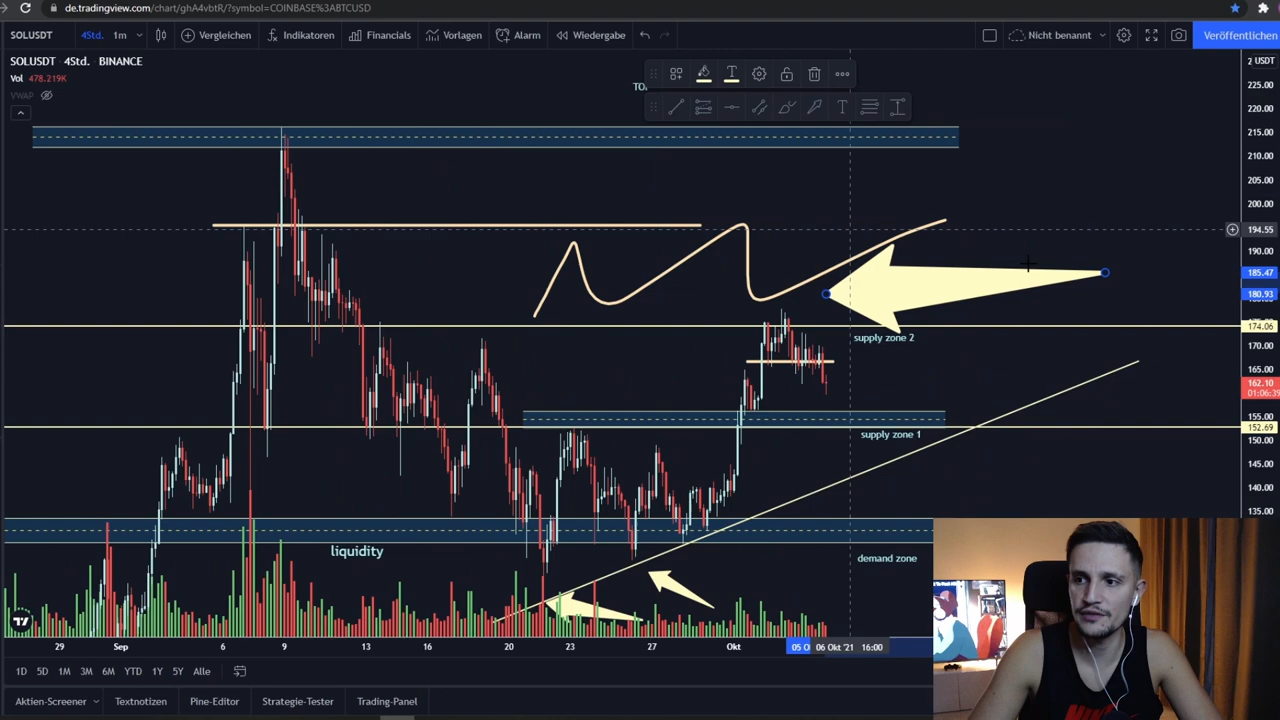 de.tradingview.com/chart/ghA4vbtR/?symbol=COINBASE%3ABTCUSD
SOLUSDT 4Std. 1m Vergleichen Indikatoren Financials Vorlagen Alarm Wiedergabe Nicht benannt Veröffentlichen
SOLUSDT · 4Std. · BINANCE
Vol 478.219K
VWAP
USDT
225.00
220.00
215.00
210.00
205.00
200.00
194.55
190.00
185.47
180.93
174.06
170.00
165.00
162.10
01:06:39
155.00
152.69
150.00
145.00
140.00
135.00
supply zone 2
supply zone 1
liquidity
demand zone
29 Sep 6 9 13 16 20 23 27 Okt 05 O 06 Okt '21 16:00
1D 5D 1M 3M 6M YTD 1Y 5Y Alle
Aktien-Screener Textnotizen Pine-Editor Strategie-Tester Trading-Panel